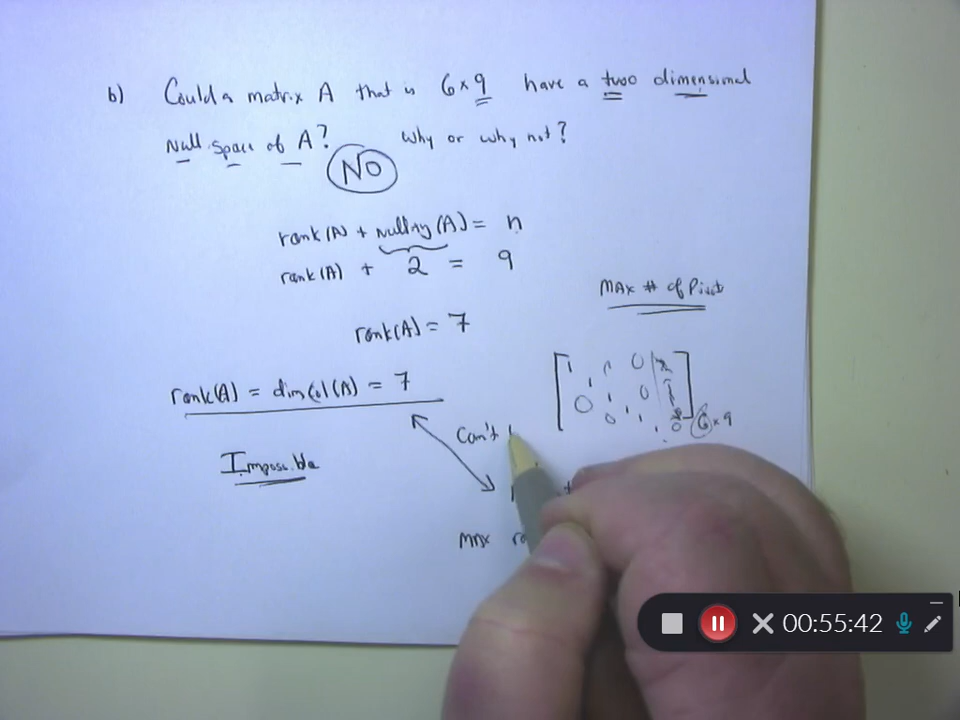 b) Could a matrix A that is 6×9 have a two dimensional
Null Space of A? Why or why not?
NO
rank(A) + Nullity(A) = n
rank(A) + 2 = 9
rank(A) = 7
MAX # of Pivot
rank(A) = dim Col(A) = 7
6×9
Can't
Impossible
MAX
00:55:42